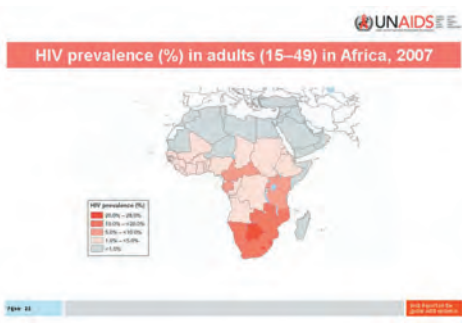 UNAIDS
HIV prevalence (%) in adults (15–49) in Africa, 2007
HIV prevalence (%)
20.0% – 28.0%
10.0% – <20.0%
5.0% – <10.0%
1.0% – <5.0%
<1.0%